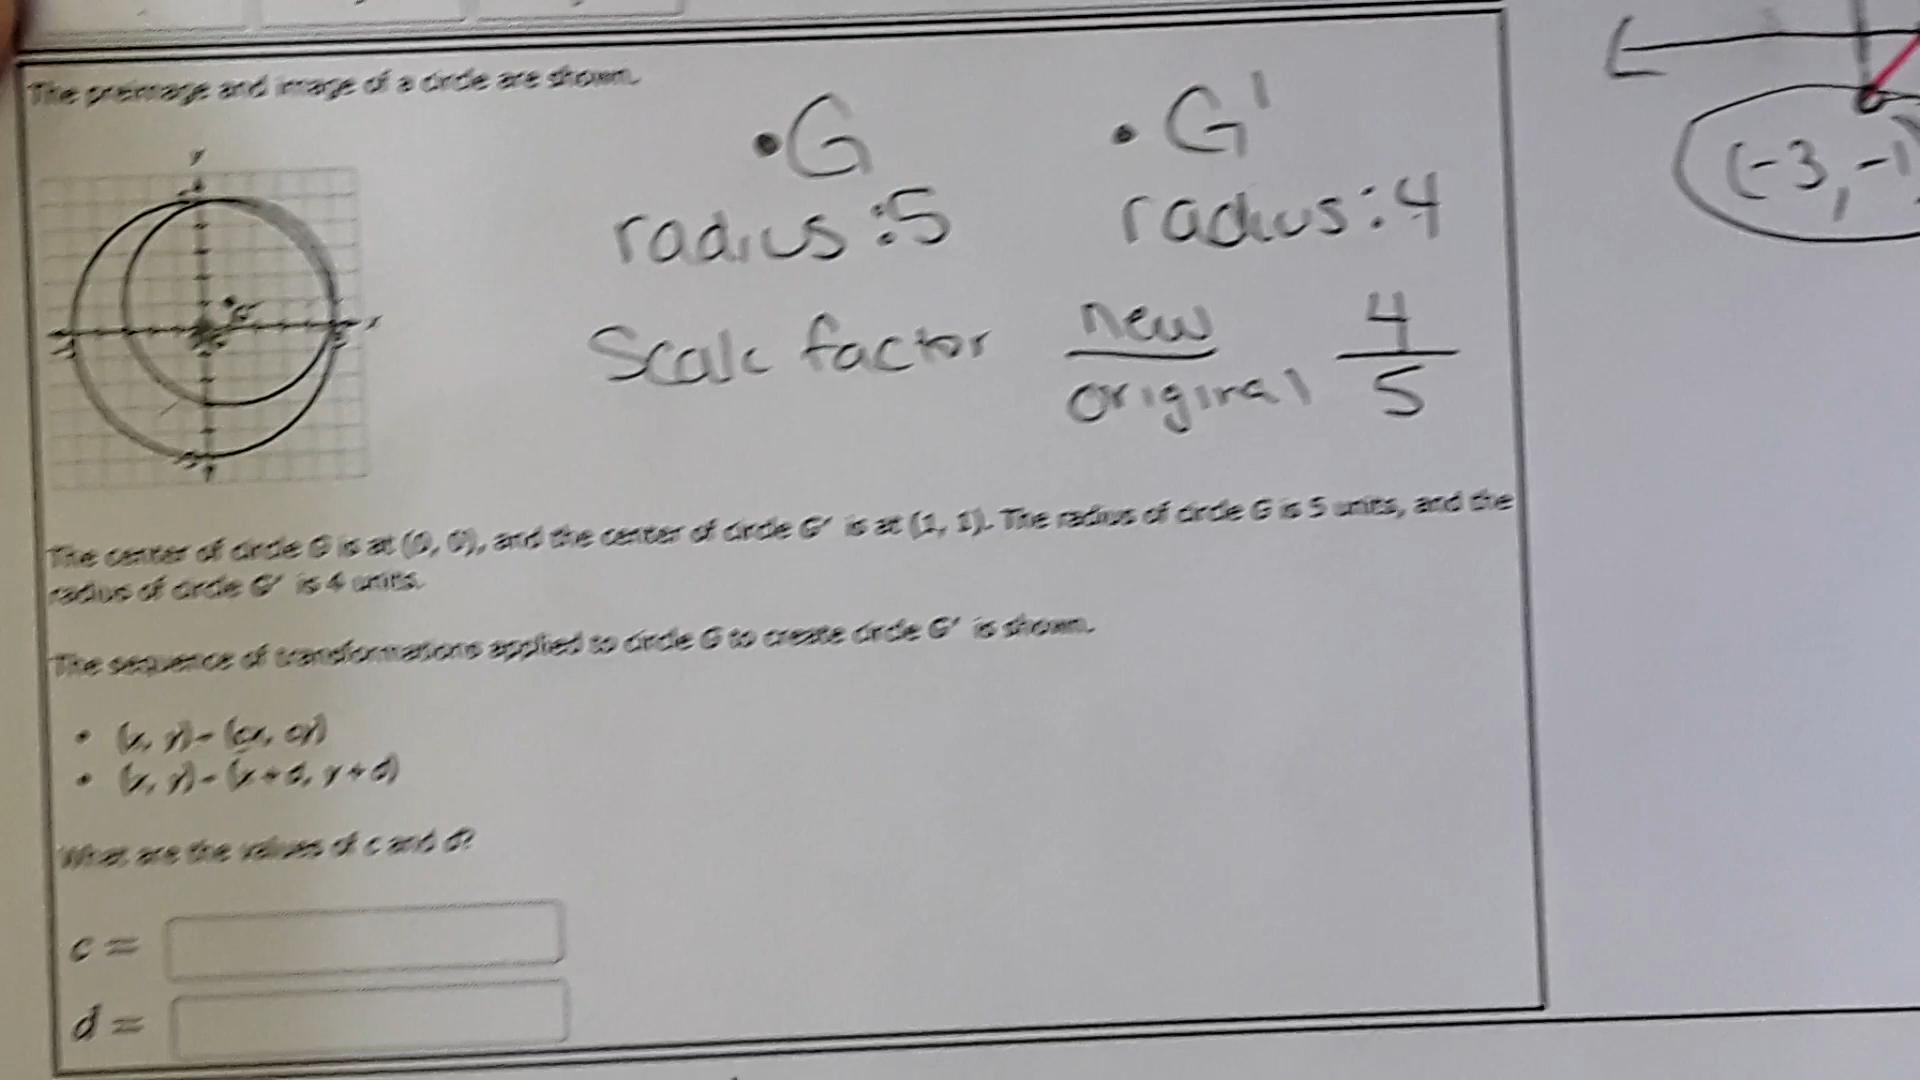 The preimage and image of a circle are shown.
• G
• G'
radius : 5
radius : 4
y
x
Scale factor
new
original
4
5
(-3, -1
The center of circle G is at (0, 0), and the center of circle G' is at (1, 1). The radius of circle G is 5 units, and the
radius of circle G' is 4 units.
The sequence of transformations applied to circle G to create circle G' is shown.
• (x, y) → (cx, cy)
• (x, y) → (x + d, y + d)
What are the values of c and d?
c =
d =